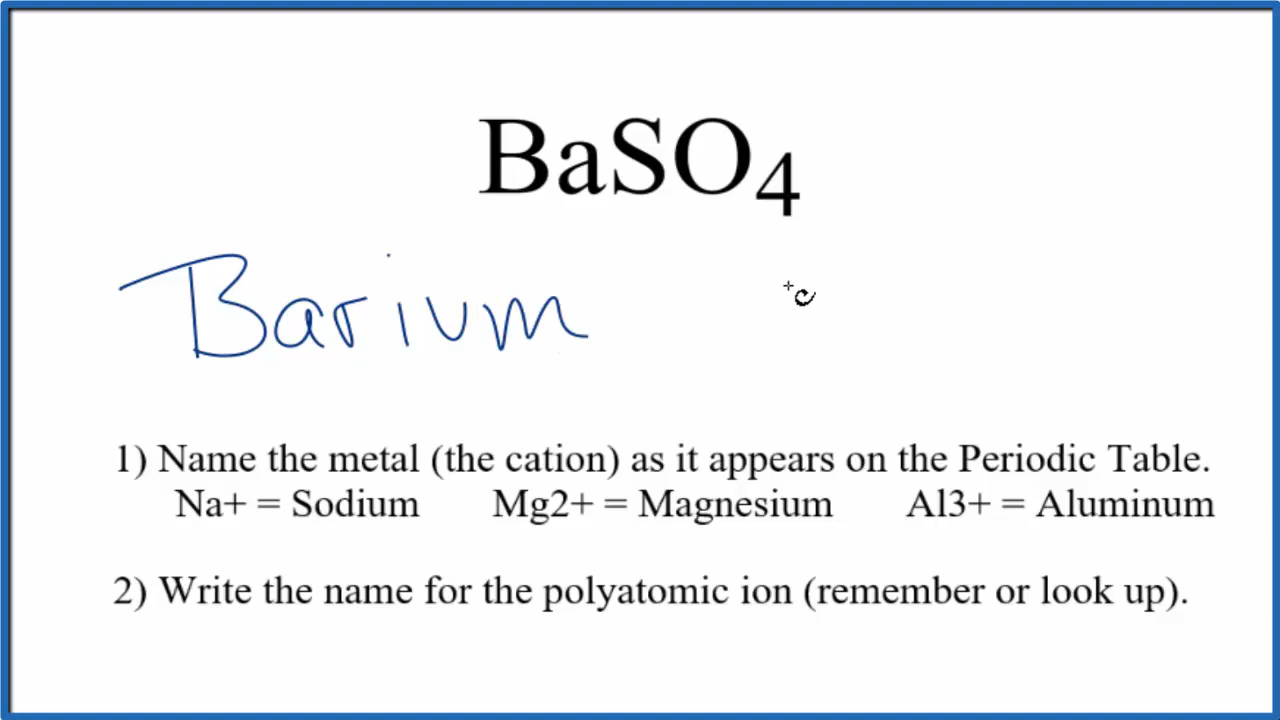 BaSO₄
Barium
1) Name the metal (the cation) as it appears on the Periodic Table.
Na+ = Sodium Mg2+ = Magnesium Al3+ = Aluminum
2) Write the name for the polyatomic ion (remember or look up).